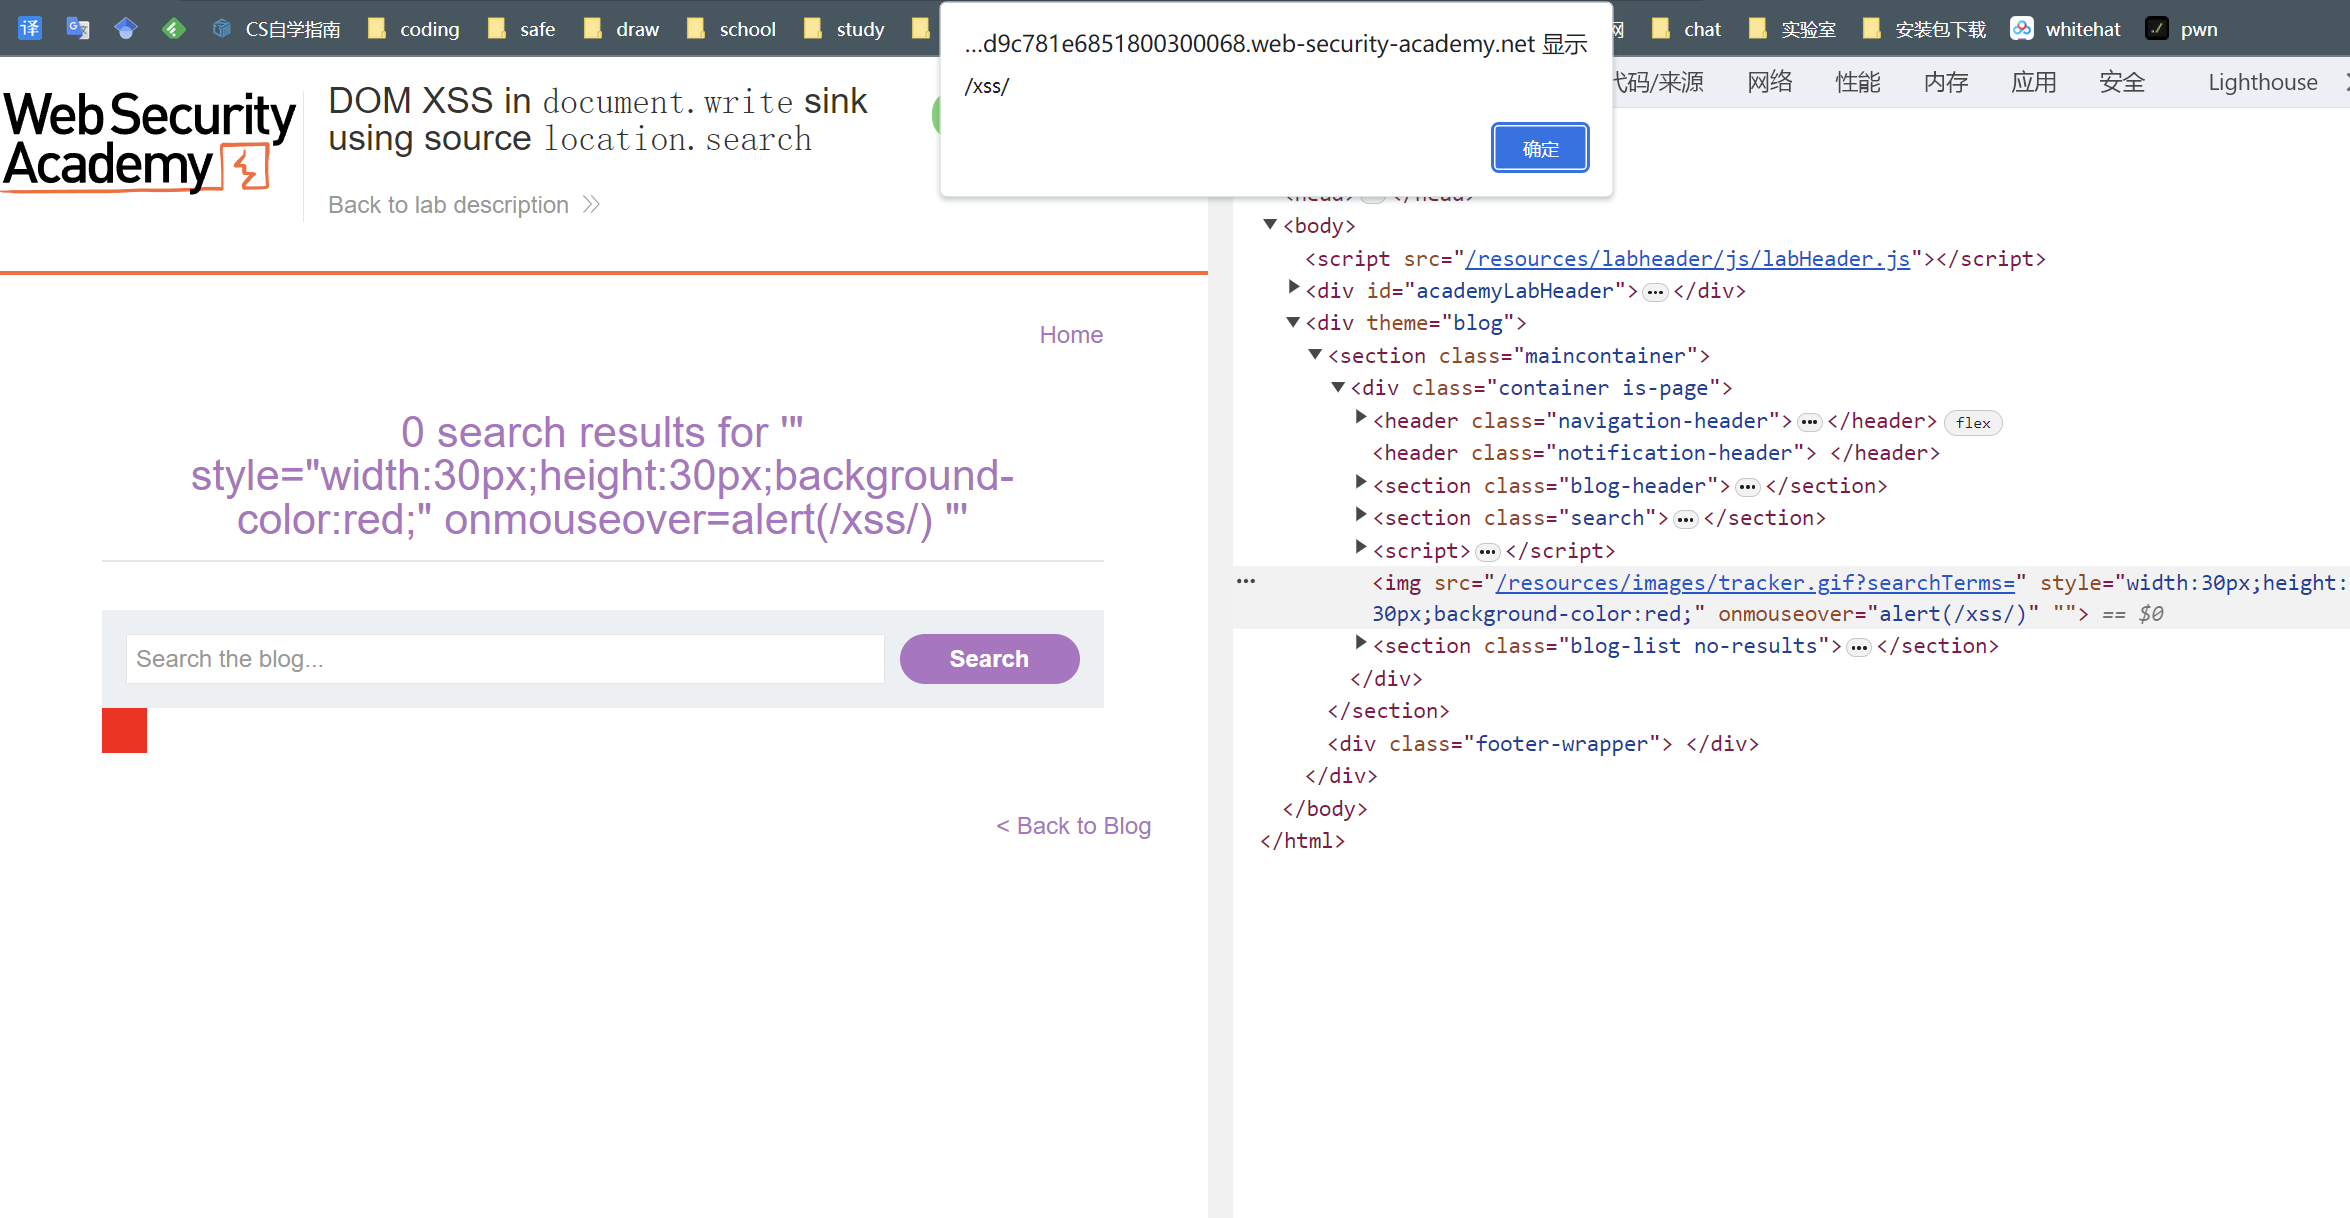 译 CS自学指南 coding safe draw school study chat 实验室 安装包下载 whitehat pwn
...d9c781e6851800300068.web-security-academy.net 显示
/xss/
确定
代码/来源 网络 性能 内存 应用 安全 Lighthouse
Web Security
Academy
DOM XSS in document.write sink
using source location.search
Back to lab description
Home
0 search results for '"
style="width:30px;height:30px;background-
color:red;" onmouseover=alert(/xss/) "'
Search the blog...
Search
< Back to Blog
<body>
<script src="/resources/labheader/js/labHeader.js"></script>
<div id="academyLabHeader">…</div>
<div theme="blog">
<section class="maincontainer">
<div class="container is-page">
<header class="navigation-header">…</header> flex
<header class="notification-header"> </header>
<section class="blog-header">…</section>
<section class="search">…</section>
<script>…</script>
<img src="/resources/images/tracker.gif?searchTerms=" style="width:30px;height:
30px;background-color:red;" onmouseover="alert(/xss/)" ""> == $0
<section class="blog-list no-results">…</section>
</div>
</section>
<div class="footer-wrapper"> </div>
</div>
</body>
</html>